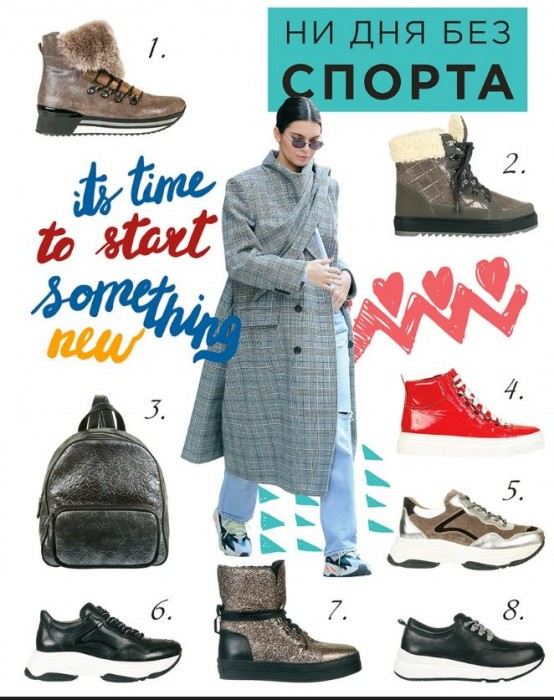 НИ ДНЯ БЕЗ
СПОРТА
1.
2.
its time
to start
something
new
3.
4.
5.
6.
7.
8.